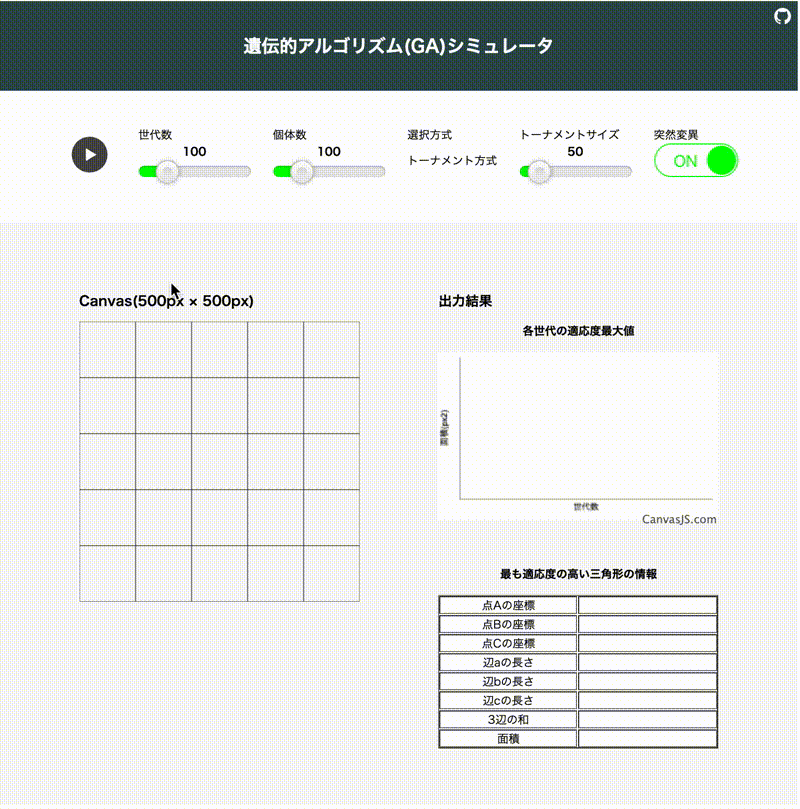 遺伝的アルゴリズム(GA)シミュレータ
世代数
100
個体数
100
選択方式
トーナメント方式
トーナメントサイズ
50
突然変異
ON
Canvas(500px × 500px)
出力結果
各世代の適応度最大値
面積(px2)
世代数
CanvasJS.com
最も適応度の高い三角形の情報
点Aの座標
点Bの座標
点Cの座標
辺aの長さ
辺bの長さ
辺cの長さ
3辺の和
面積